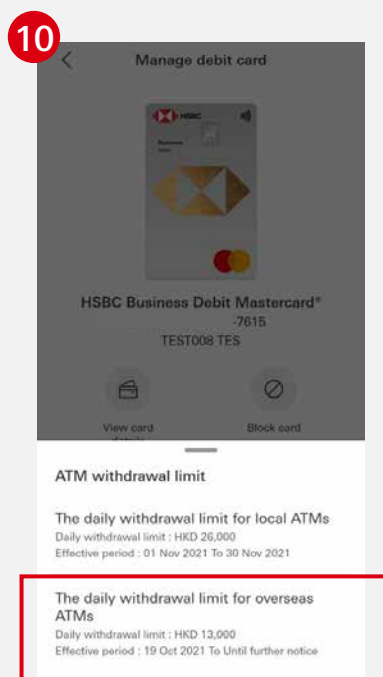 10
Manage debit card
HSBC
Business
HSBC Business Debit Mastercard®
-7615
TEST008 TES
View card
details
Block card
ATM withdrawal limit
The daily withdrawal limit for local ATMs
Daily withdrawal limit : HKD 26,000
Effective period : 01 Nov 2021 To 30 Nov 2021
The daily withdrawal limit for overseas
ATMs
Daily withdrawal limit : HKD 13,000
Effective period : 19 Oct 2021 To Until further notice